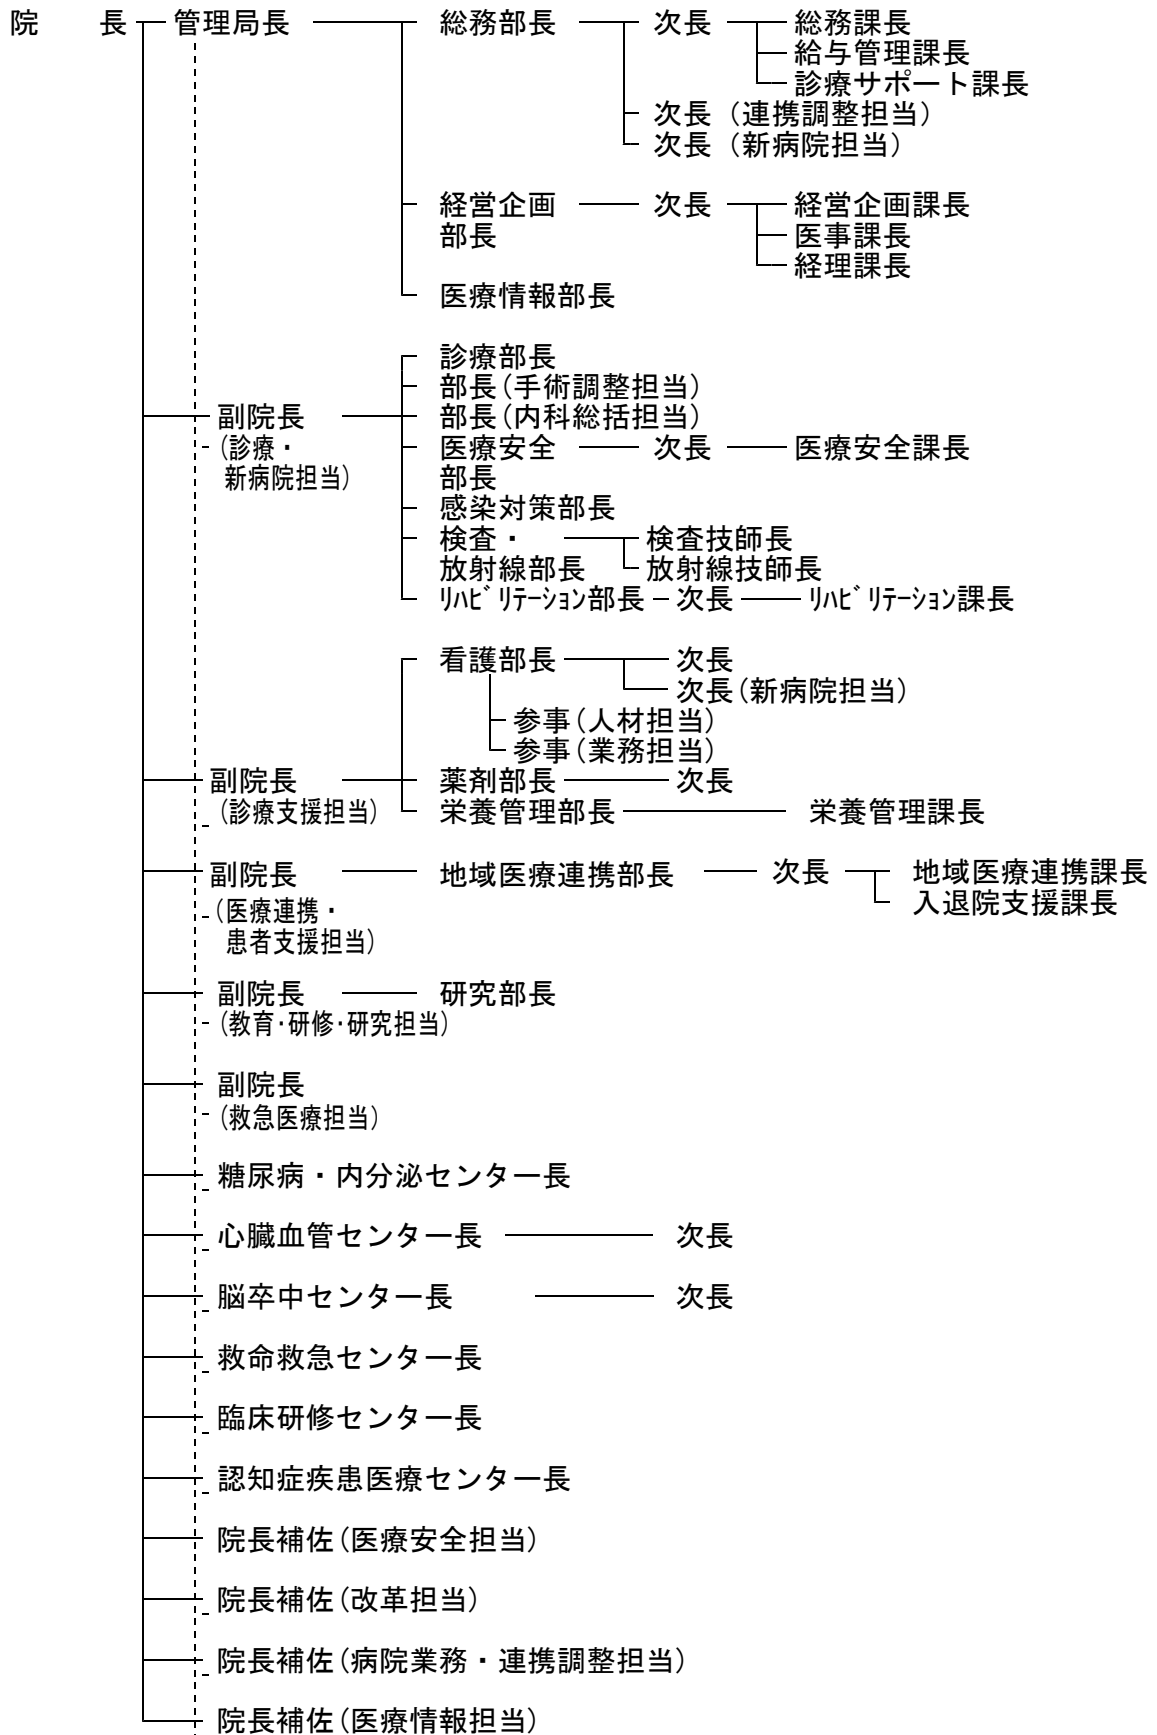 院　　長 管理局長 総務部長 次長 総務課長
給与管理課長
診療サポート課長
次長（連携調整担当）
次長（新病院担当）
経営企画 次長 経営企画課長
部長 医事課長
経理課長
医療情報部長
診療部長
部長(手術調整担当)
副院長 部長(内科総括担当)
(診療・ 医療安全 次長 医療安全課長
新病院担当) 部長
感染対策部長
検査・ 検査技師長
放射線部長 放射線技師長
ﾘﾊﾋﾞﾘﾃｰｼｮﾝ部長 次長 ﾘﾊﾋﾞﾘﾃｰｼｮﾝ課長
看護部長 次長
次長(新病院担当)
参事(人材担当)
参事(業務担当)
副院長 薬剤部長 次長
(診療支援担当) 栄養管理部長 栄養管理課長
副院長 地域医療連携部長 次長 地域医療連携課長
(医療連携・ 入退院支援課長
患者支援担当)
副院長 研究部長
(教育･研修･研究担当)
副院長
(救急医療担当)
糖尿病・内分泌センター長
心臓血管センター長 次長
脳卒中センター長 次長
救命救急センター長
臨床研修センター長
認知症疾患医療センター長
院長補佐(医療安全担当)
院長補佐(改革担当)
院長補佐(病院業務・連携調整担当)
院長補佐(医療情報担当)